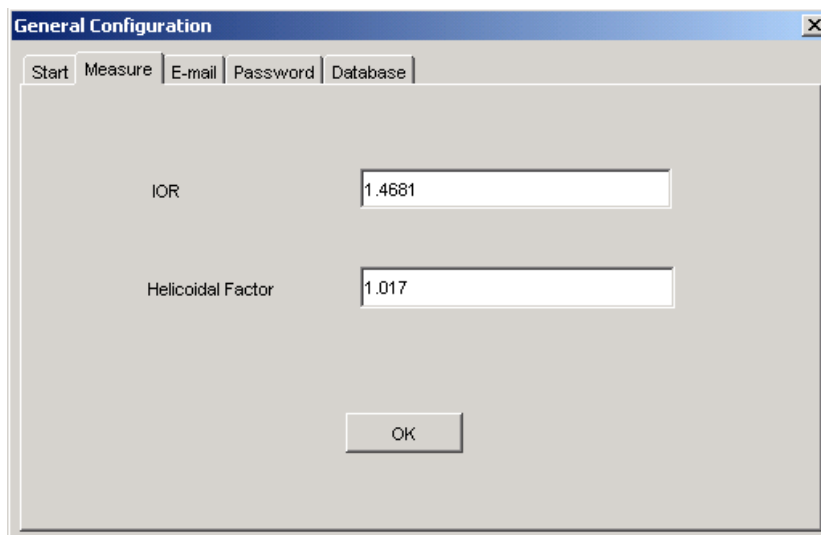 General Configuration
Start Measure E-mail Password Database
IOR 1.4681
Helicoidal Factor 1.017
OK